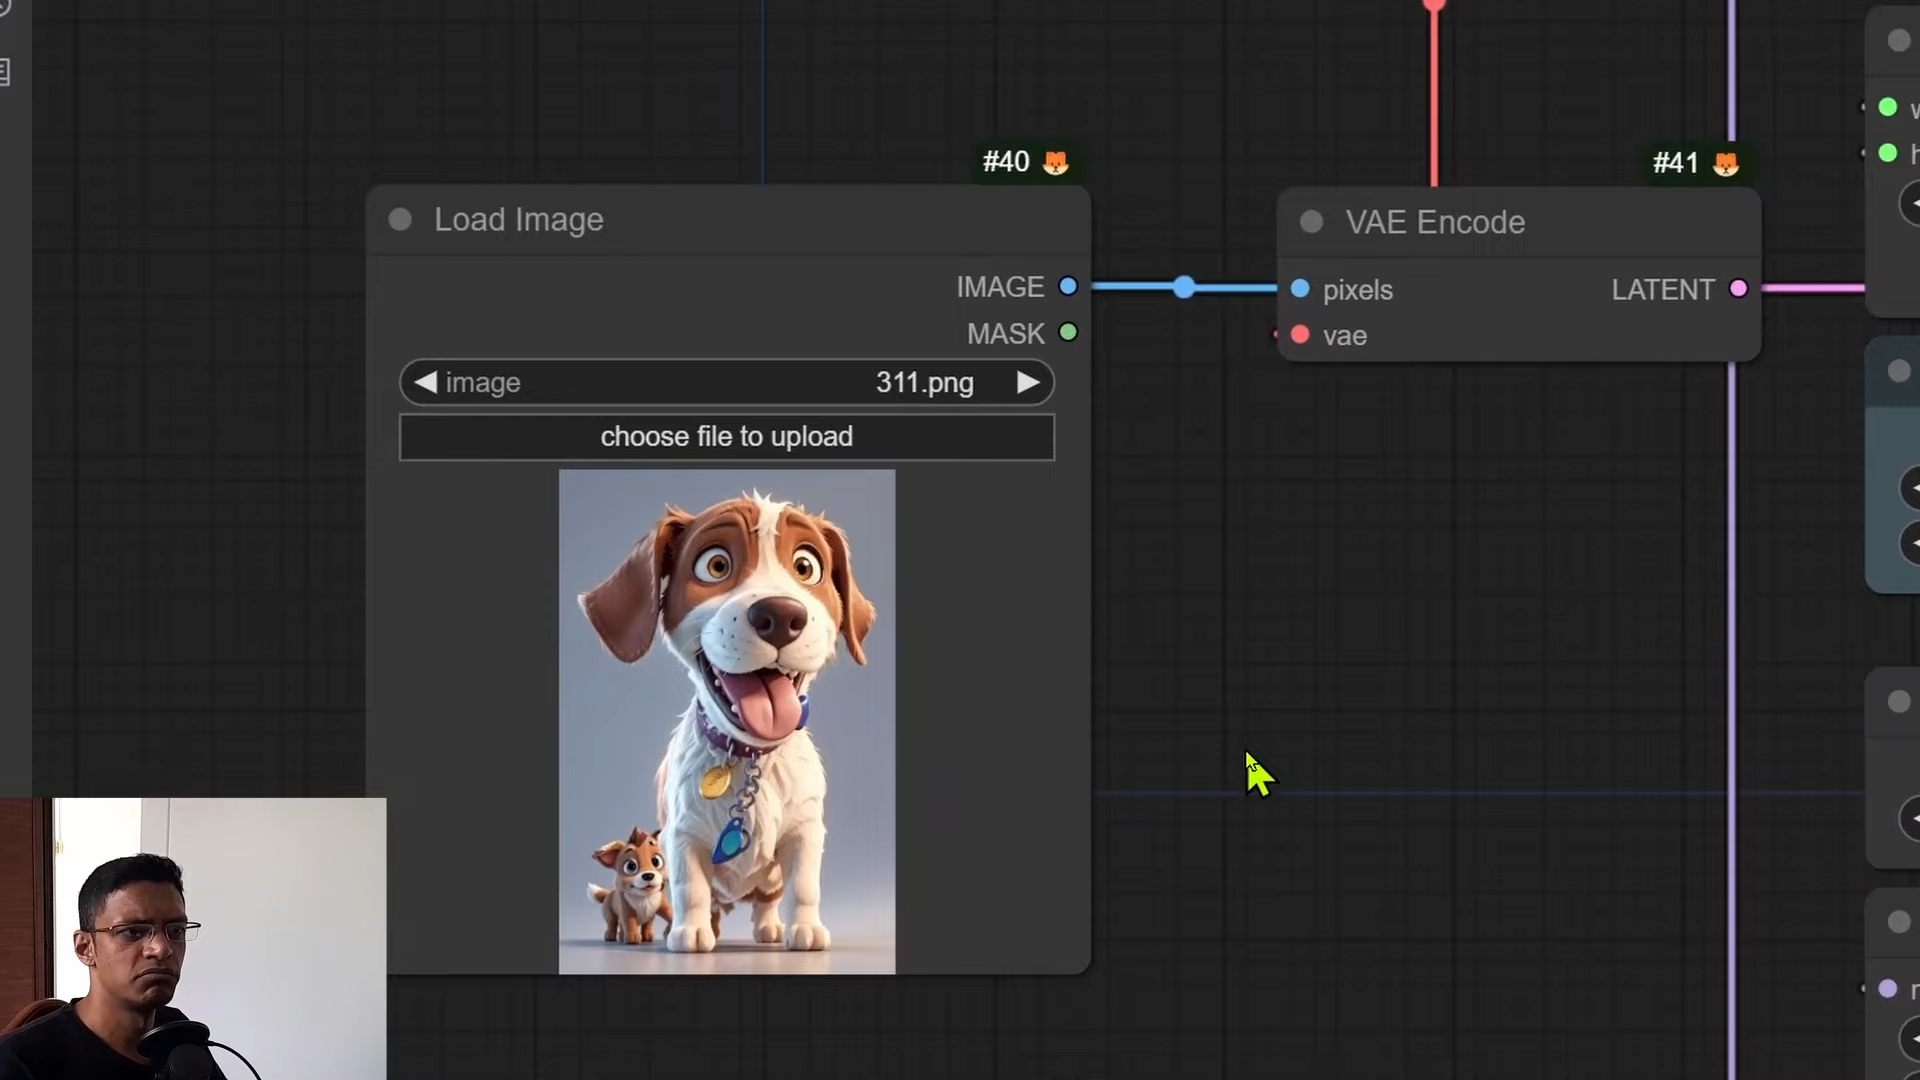 #40
#41
Load Image
VAE Encode
IMAGE
pixels
LATENT
MASK
vae
image
311.png
choose file to upload